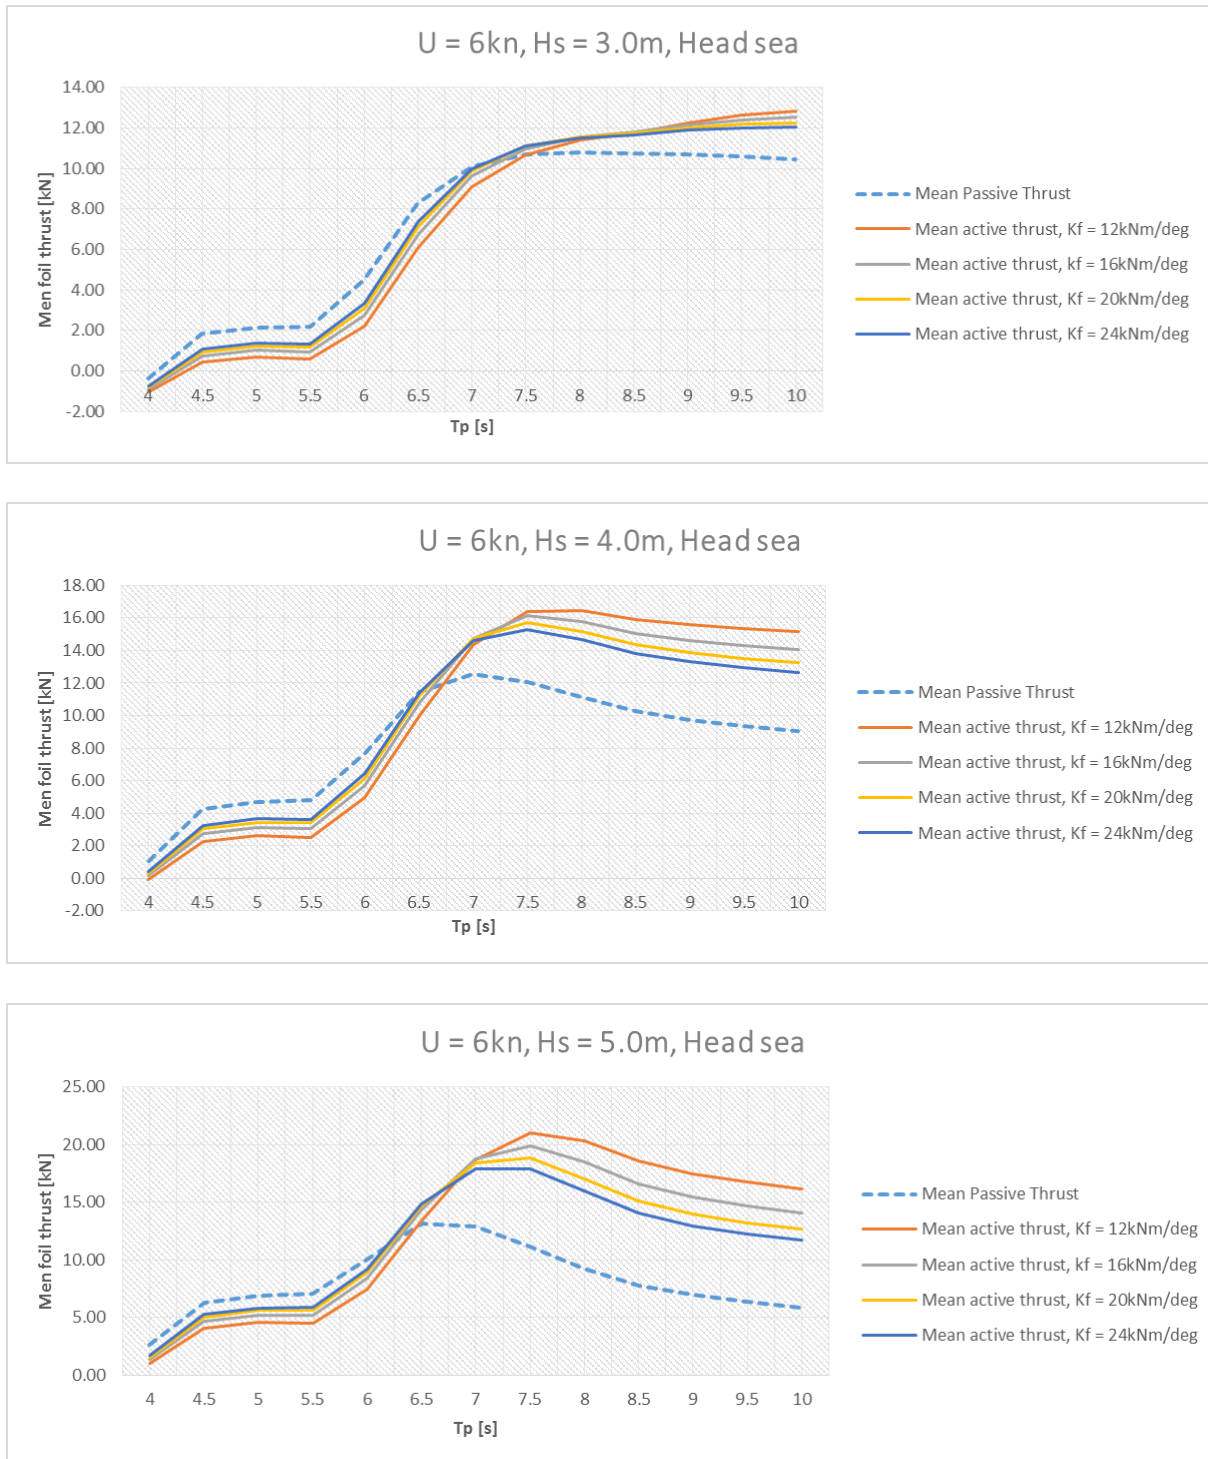 U = 6kn, Hs = 3.0m, Head sea
14.00
12.00
10.00
8.00
6.00
4.00
2.00
0.00
-2.00
Men foil thrust [kN]
4 4.5 5 5.5 6 6.5 7 7.5 8 8.5 9 9.5 10
Tp [s]
Mean Passive Thrust
Mean active thrust, Kf = 12kNm/deg
Mean active thrust, kf = 16kNm/deg
Mean active thrust, Kf = 20kNm/deg
Mean active thrust, Kf = 24kNm/deg
U = 6kn, Hs = 4.0m, Head sea
18.00
16.00
14.00
12.00
10.00
8.00
6.00
4.00
2.00
0.00
-2.00
Men foil thrust [kN]
4 4.5 5 5.5 6 6.5 7 7.5 8 8.5 9 9.5 10
Tp [s]
Mean Passive Thrust
Mean active thrust, Kf = 12kNm/deg
Mean active thrust, kf = 16kNm/deg
Mean active thrust, Kf = 20kNm/deg
Mean active thrust, Kf = 24kNm/deg
U = 6kn, Hs = 5.0m, Head sea
25.00
20.00
15.00
10.00
5.00
0.00
Men foil thrust [kN]
4 4.5 5 5.5 6 6.5 7 7.5 8 8.5 9 9.5 10
Tp [s]
Mean Passive Thrust
Mean active thrust, Kf = 12kNm/deg
Mean active thrust, kf = 16kNm/deg
Mean active thrust, Kf = 20kNm/deg
Mean active thrust, Kf = 24kNm/deg